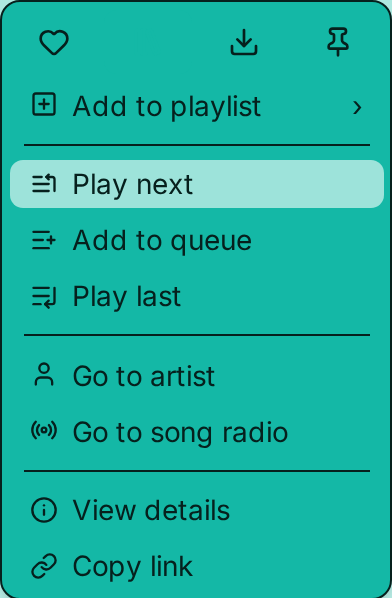 Add to playlist
Play next
Add to queue
Play last
Go to artist
Go to song radio
View details
Copy link